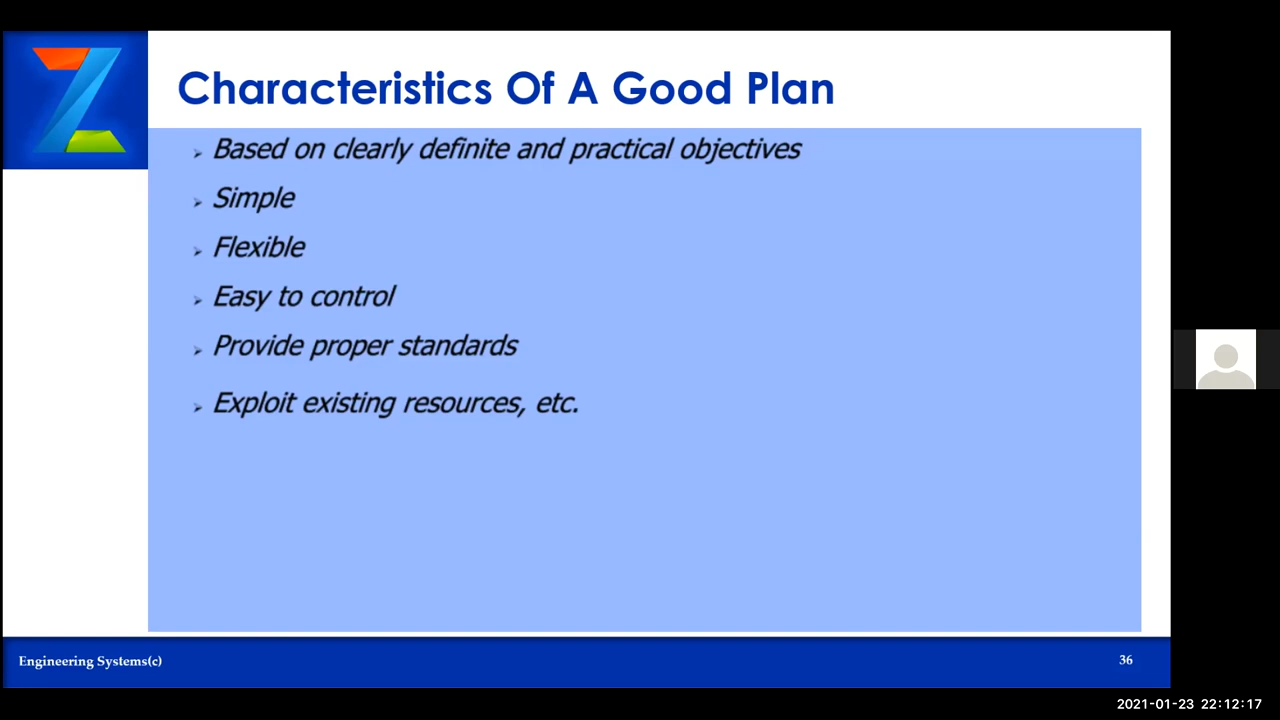 Characteristics Of A Good Plan
Based on clearly definite and practical objectives
Simple
Flexible
Easy to control
Provide proper standards
Exploit existing resources, etc.
Engineering Systems(c)
36
2021-01-23 22:12:17